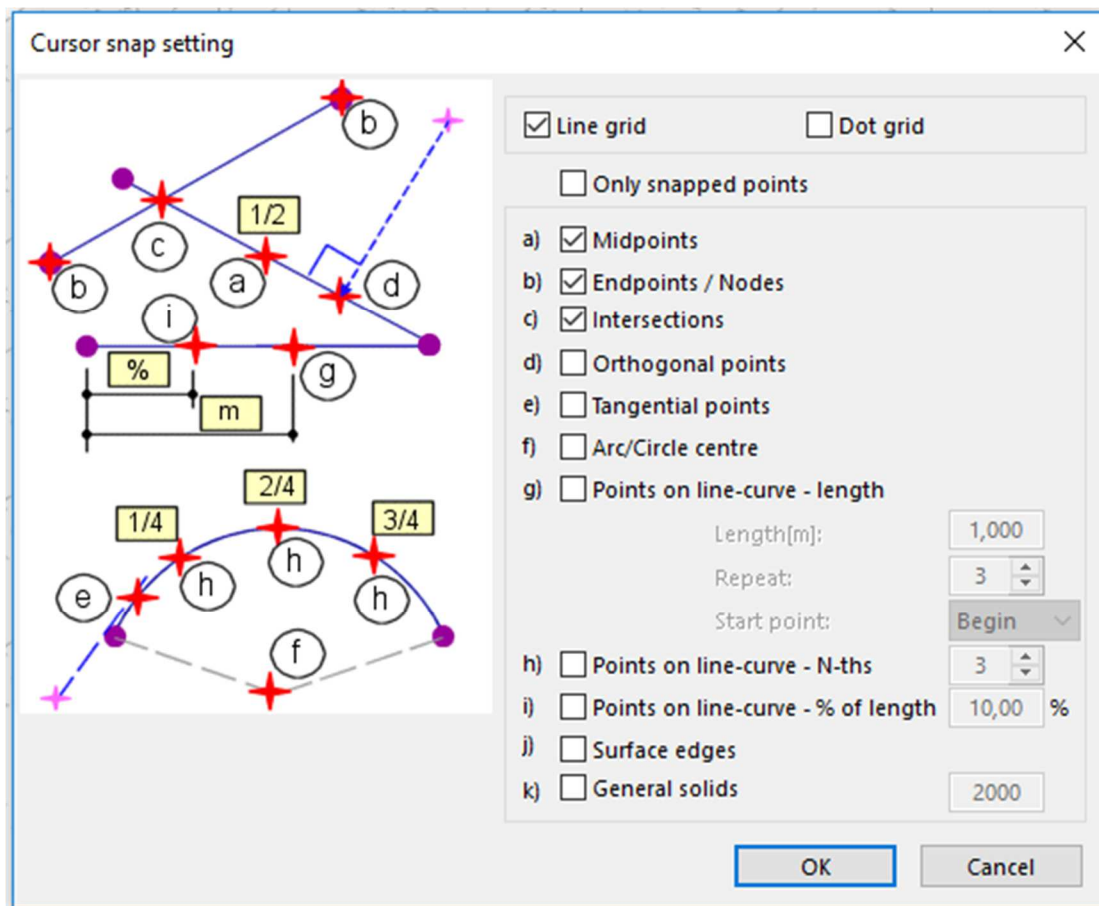 Cursor snap setting
b
1/2
c
a
d
b
i
%
g
m
2/4
1/4
3/4
h
h
h
e
f
Line grid
Dot grid
Only snapped points
a) Midpoints
b) Endpoints / Nodes
c) Intersections
d) Orthogonal points
e) Tangential points
f) Arc/Circle centre
g) Points on line-curve - length
Length[m]: 1,000
Repeat: 3
Start point: Begin
h) Points on line-curve - N-ths 3
i) Points on line-curve - % of length 10,00 %
j) Surface edges
k) General solids 2000
OK
Cancel